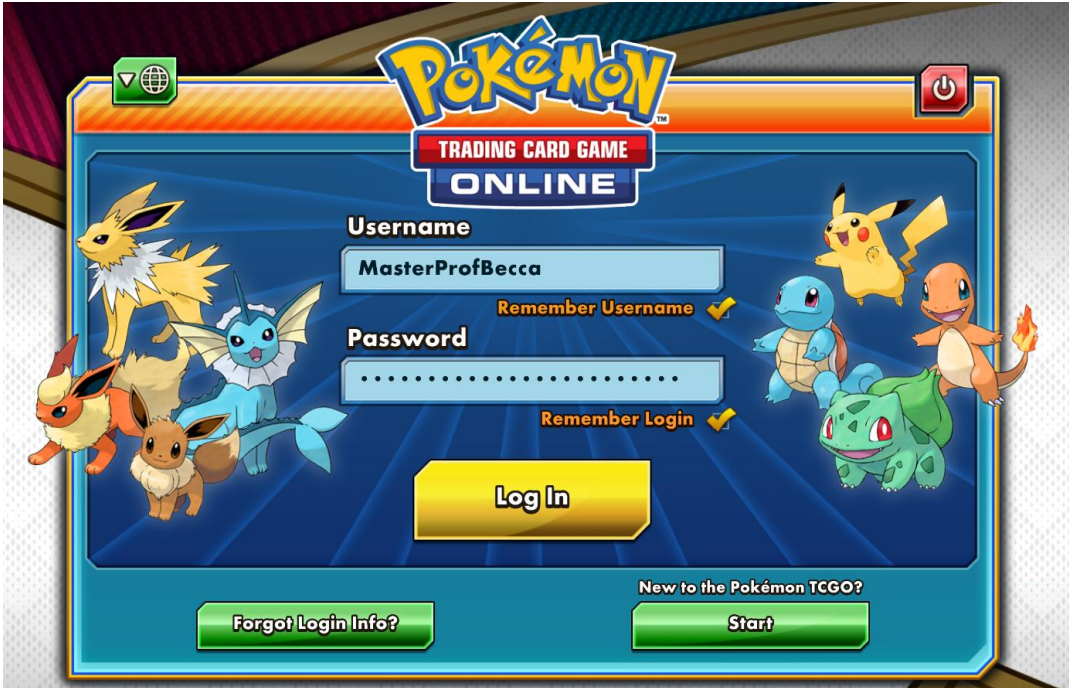 POKéMON
TM
TRADING CARD GAME
ONLINE
Username
MasterProfBecca
Remember Username
Password
Remember Login
Log In
New to the Pokémon TCGO?
Forgot Login Info?
Start